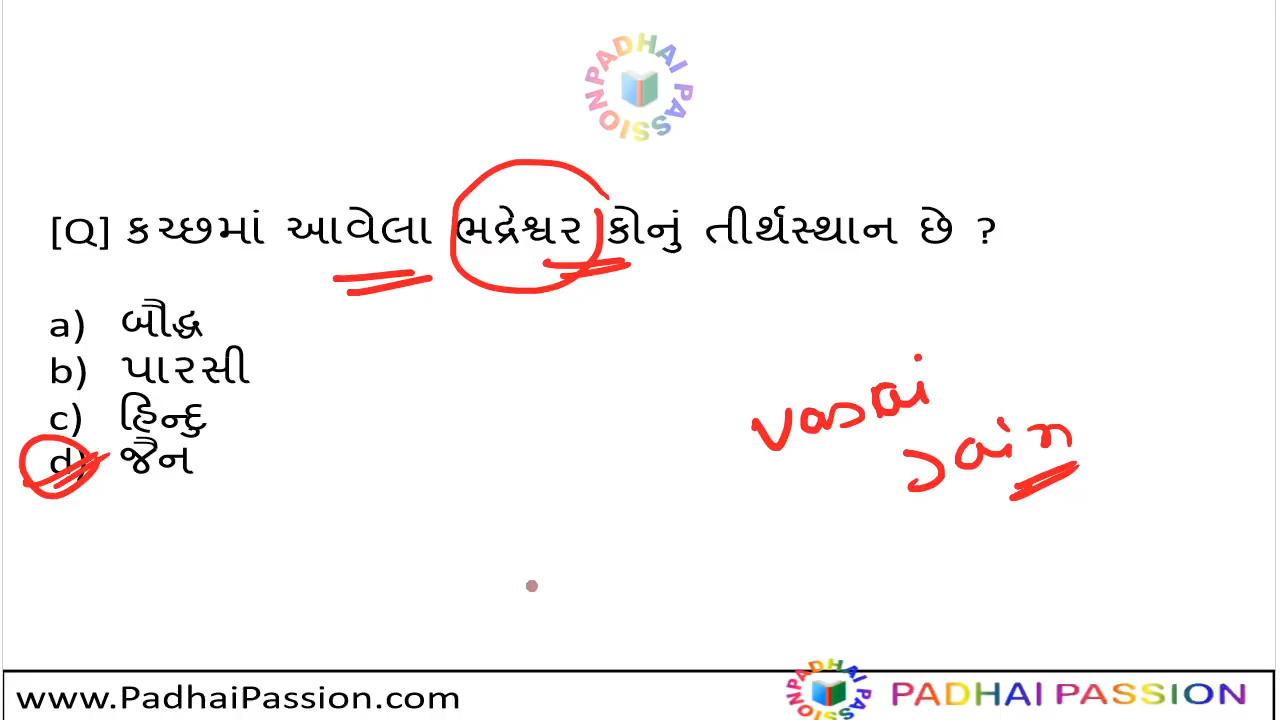 PADHAI PASSION
[Q] કચ્છમાં આવેલા ભદ્રેશ્વર કોનું તીર્થસ્થાન છે ?
a) બૌદ્ધ
b) પારસી
c) હિન્દુ
d) જૈન
vasai
Jain
www.PadhaiPassion.com
PADHAI PASSION
PADHAI PASSION